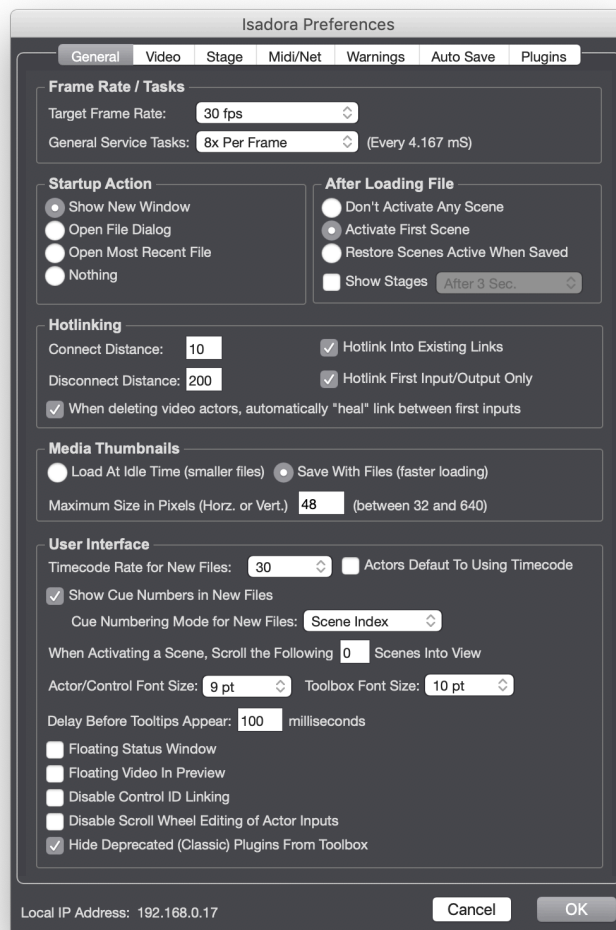 Isadora Preferences
General Video Stage Midi/Net Warnings Auto Save Plugins
Frame Rate / Tasks
Target Frame Rate: 30 fps
General Service Tasks: 8x Per Frame (Every 4.167 mS)
Startup Action
Show New Window
Open File Dialog
Open Most Recent File
Nothing
After Loading File
Don't Activate Any Scene
Activate First Scene
Restore Scenes Active When Saved
Show Stages After 3 Sec.
Hotlinking
Connect Distance: 10 Hotlink Into Existing Links
Disconnect Distance: 200 Hotlink First Input/Output Only
When deleting video actors, automatically "heal" link between first inputs
Media Thumbnails
Load At Idle Time (smaller files) Save With Files (faster loading)
Maximum Size in Pixels (Horz. or Vert.) 48 (between 32 and 640)
User Interface
Timecode Rate for New Files: 30 Actors Defaut To Using Timecode
Show Cue Numbers in New Files
Cue Numbering Mode for New Files: Scene Index
When Activating a Scene, Scroll the Following 0 Scenes Into View
Actor/Control Font Size: 9 pt Toolbox Font Size: 10 pt
Delay Before Tooltips Appear: 100 milliseconds
Floating Status Window
Floating Video In Preview
Disable Control ID Linking
Disable Scroll Wheel Editing of Actor Inputs
Hide Deprecated (Classic) Plugins From Toolbox
Local IP Address: 192.168.0.17 Cancel OK